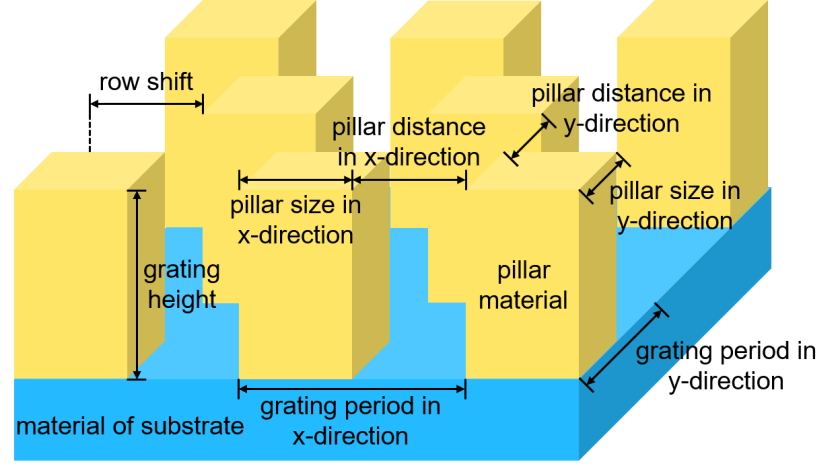 row shift
pillar distance in
y-direction
pillar distance
in x-direction
pillar size in
x-direction
pillar size in
y-direction
grating
height
pillar
material
grating period in
y-direction
grating period in
x-direction
material of substrate